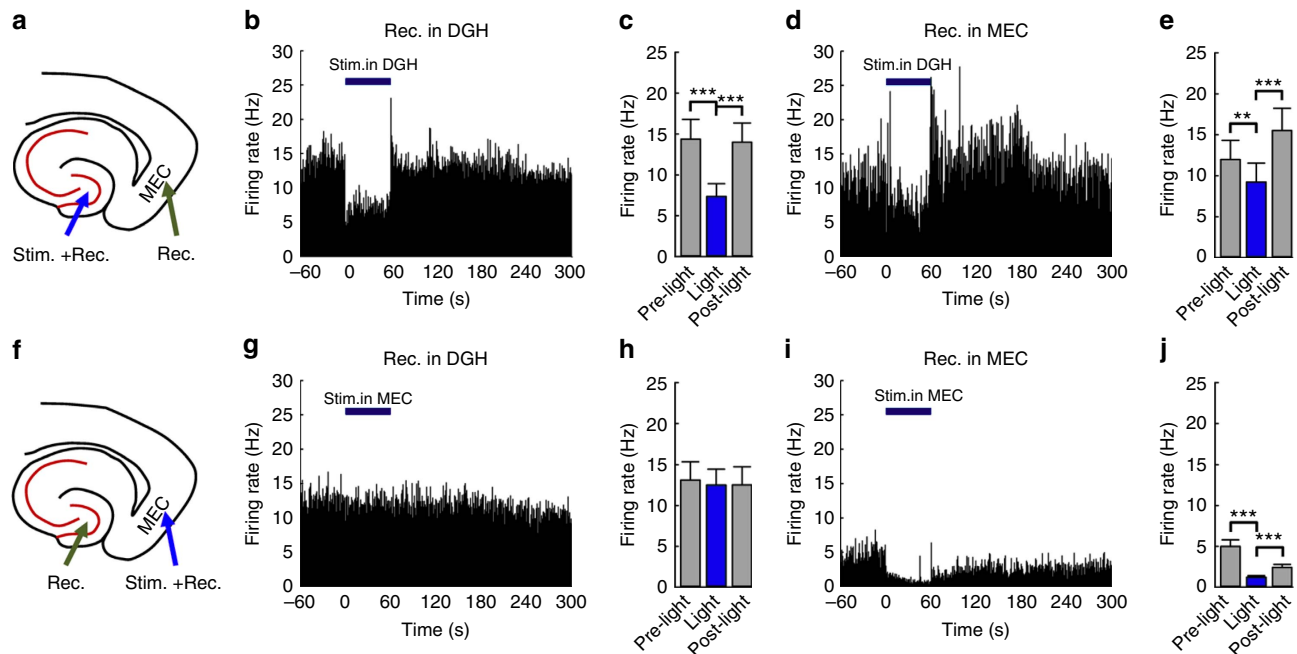 a
MEC
Stim. +Rec.
Rec.
b
Rec. in DGH
Stim.in DGH
Firing rate (Hz)
30
25
20
15
10
5
0
–60 0 60 120 180 240 300
Time (s)
c
Firing rate (Hz)
25
20
15
10
5
0
*** ***
Pre-light
Light
Post-light
d
Rec. in MEC
Stim.in DGH
Firing rate (Hz)
30
25
20
15
10
5
0
–60 0 60 120 180 240 300
Time (s)
e
Firing rate (Hz)
25
20
15
10
5
0
***
**
Pre-light
Light
Post-light
f
MEC
Rec.
Stim. +Rec.
g
Rec. in DGH
Stim.in MEC
Firing rate (Hz)
30
25
20
15
10
5
0
–60 0 60 120 180 240 300
Time (s)
h
Firing rate (Hz)
25
20
15
10
5
0
Pre-light
Light
Post-light
i
Rec. in MEC
Stim.in MEC
Firing rate (Hz)
30
25
20
15
10
5
0
–60 0 60 120 180 240 300
Time (s)
j
Firing rate (Hz)
25
20
15
10
5
0
***
***
Pre-light
Light
Post-light